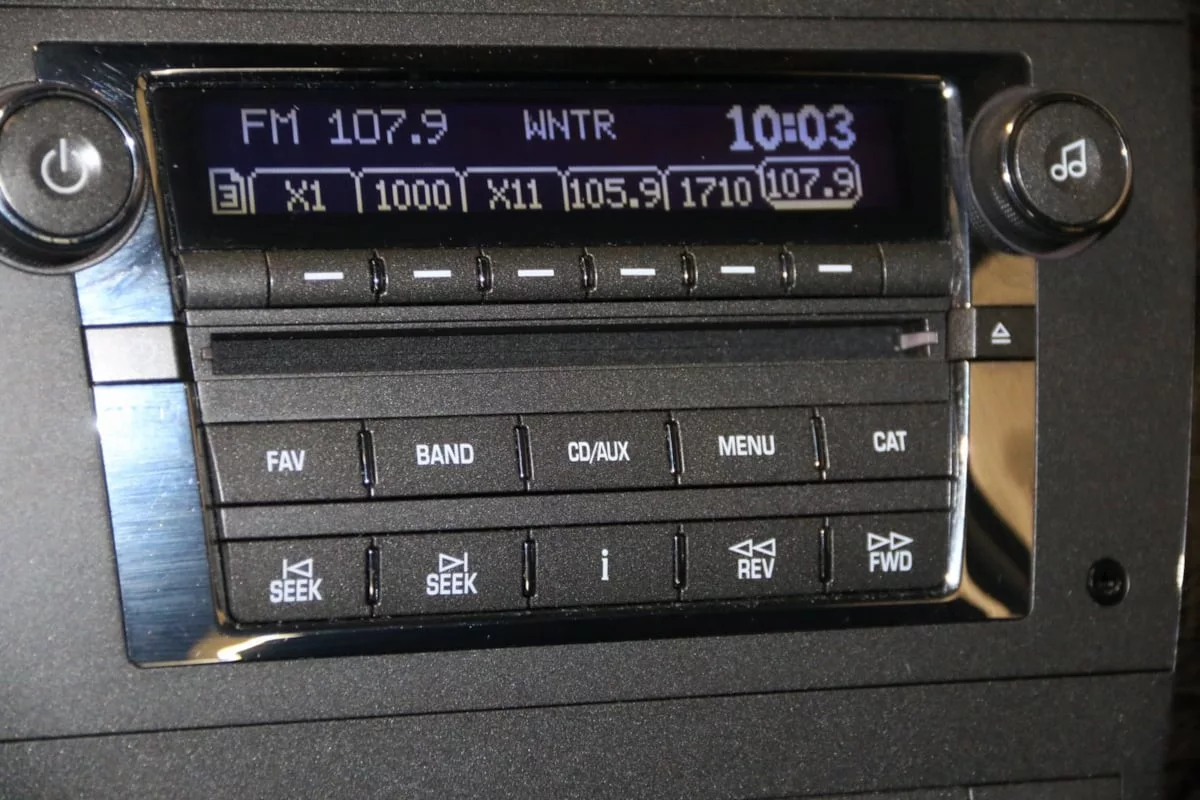 FM 107.9 WNTR 10:03
3 X1 1000 X11 105.9 1710 107.9
FAV BAND CD/AUX MENU CAT
SEEK SEEK i REV FWD